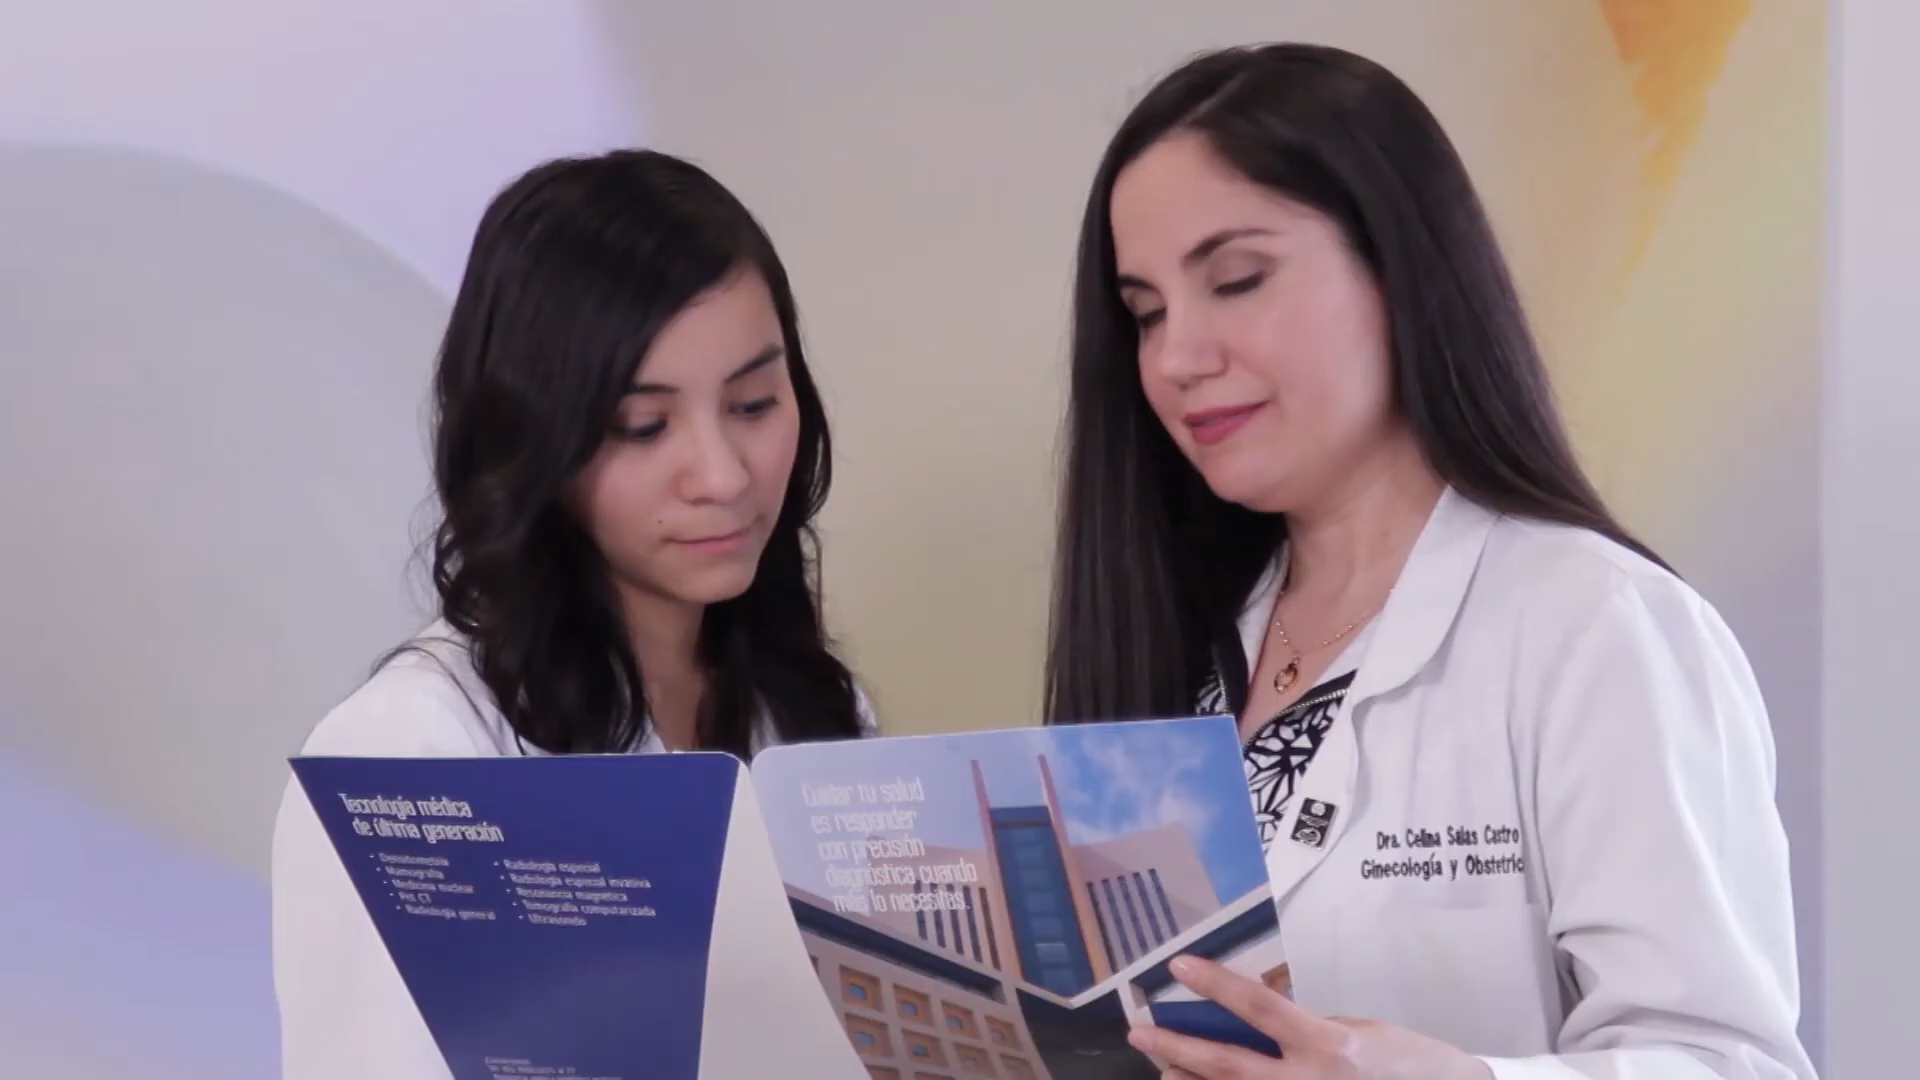 Tecnología médica
de última generación
• Densitometría
• Mamografía
• Medicina nuclear
• Pet CT
• Radiología general
• Radiología especial
• Radiología especial invasiva
• Resonancia magnetica
• Tomografía computarizada
• Ultrasonido
Cuidar tu salud
es responder
con precisión
diagnóstica cuando
más lo necesitas.
Dra. Celina Salas Castro
Ginecología y Obstetric